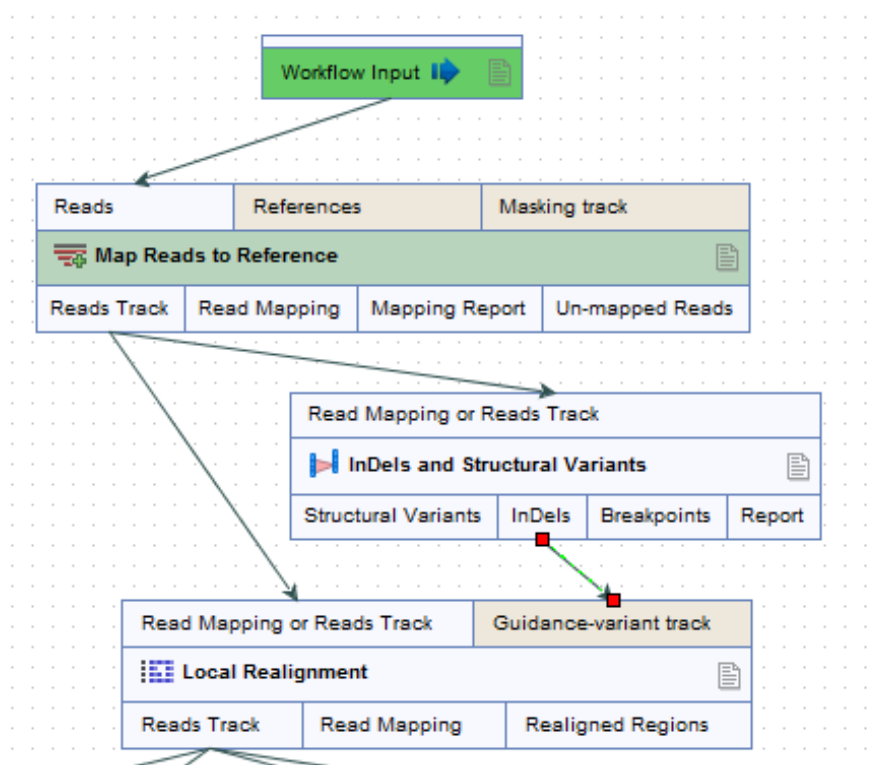 Workflow Input
Reads References Masking track
Map Reads to Reference
Reads Track Read Mapping Mapping Report Un-mapped Reads
Read Mapping or Reads Track
InDels and Structural Variants
Structural Variants InDels Breakpoints Report
Read Mapping or Reads Track Guidance-variant track
Local Realignment
Reads Track Read Mapping Realigned Regions